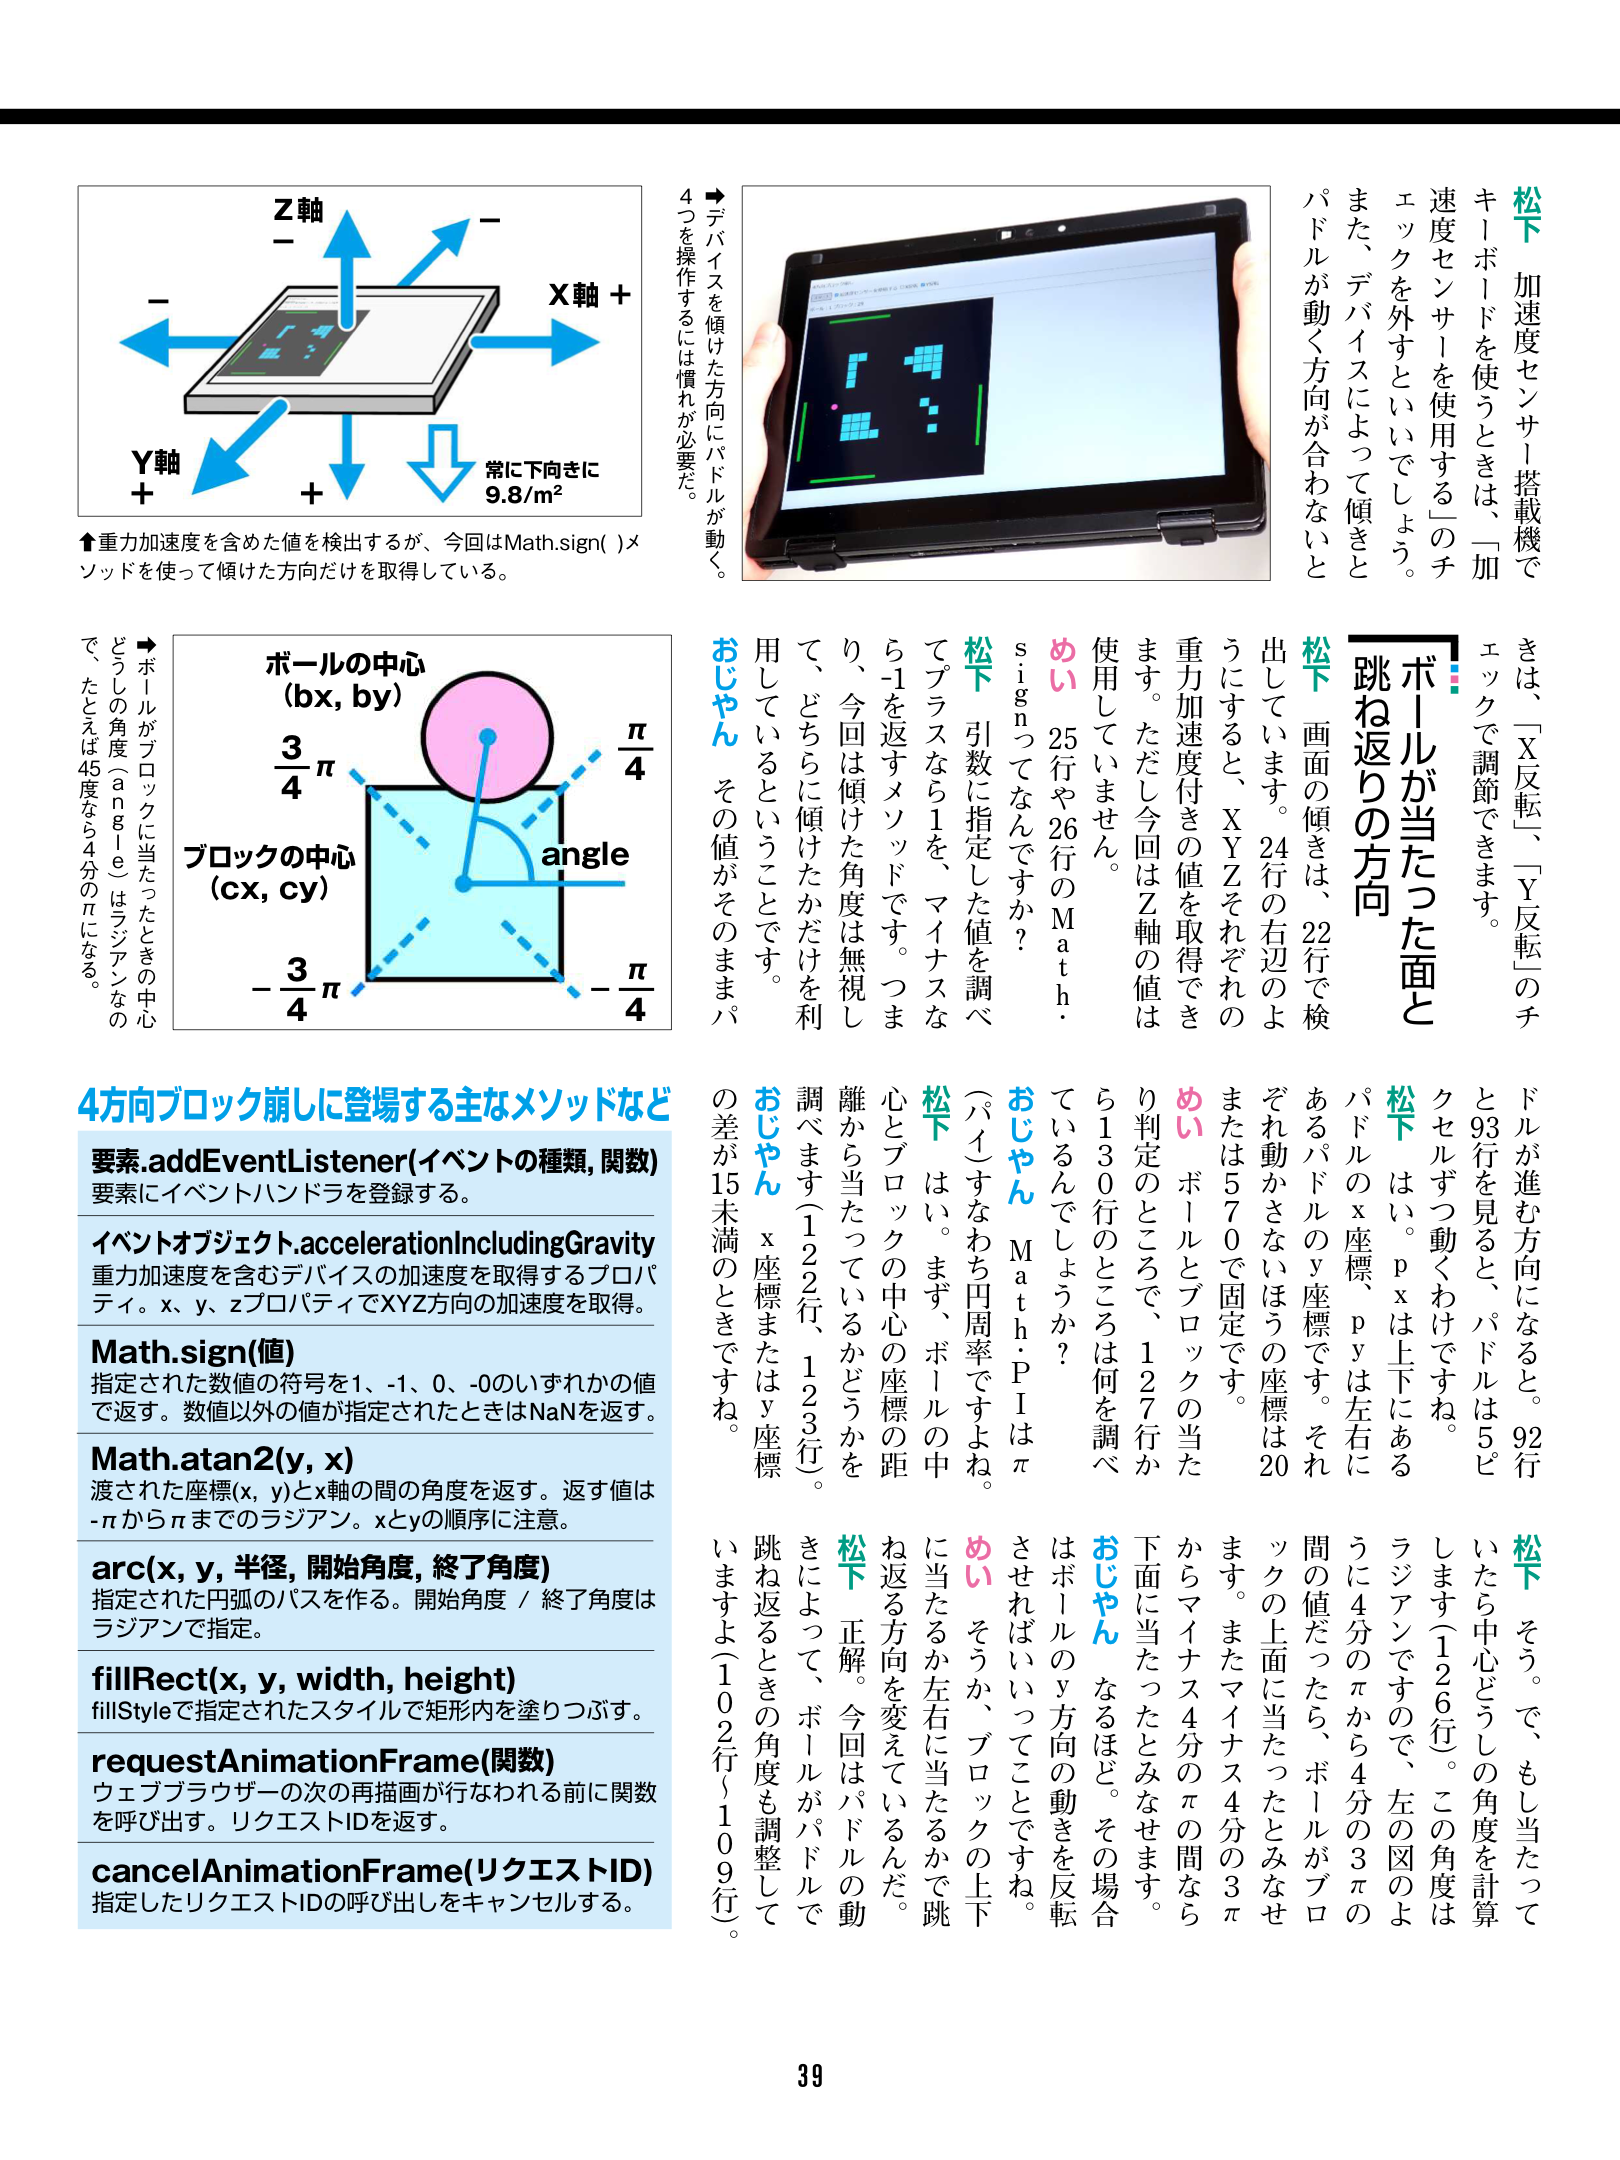 松下　加速度センサー搭載機で
キーボードを使うときは、「加
速度センサーを使用する」のチ
ェックを外すといいでしょう。
また、デバイスによって傾きと
パドルが動く方向が合わないと
➡デバイスを傾けた方向にパドルが動く。
4つを操作するには慣れが必要だ。
Z軸
−
−
X軸 +
−
Y軸
+
+
常に下向きに
9.8/m²
⬆重力加速度を含めた値を検出するが、今回はMath.sign( )メ
ソッドを使って傾けた方向だけを取得している。
きは、「X反転」、「Y反転」のチ
ェックで調節できます。
ボールが当たった面と
跳ね返りの方向
松下　画面の傾きは、22行で検
出しています。24行の右辺のよ
うにすると、XYZそれぞれの
重力加速度付きの値を取得でき
ます。ただし今回はZ軸の値は
使用していません。
めい　25行や26行のMath・
signってなんですか？
松下　引数に指定した値を調べ
てプラスなら1を、マイナスな
ら-1を返すメソッドです。つま
り、今回は傾けた角度は無視し
て、どちらに傾けたかだけを利
用しているということです。
おじやん　その値がそのままパ
ボールの中心
(bx, by)
3/4 π
π/4
ブロックの中心
(cx, cy)
angle
− 3/4 π
− π/4
➡ボールがブロックに当たったときの中心
どうしの角度（angle）はラジアンなの
で、たとえば45度なら4分のπになる。
ドルが進む方向になると。92行
と93行を見ると、パドルは5ピ
クセルずつ動くわけですね。
松下　はい。pxは上下にある
パドルのx座標、pyは左右に
あるパドルのy座標です。それ
ぞれ動かさないほうの座標は20
または570で固定です。
めい　ボールとブロックの当た
り判定のところで、127行か
ら130行のところは何を調べ
ているんでしょうか？
おじやん　Math・PIはπ
（パイ）すなわち円周率ですよね。
松下　はい。まず、ボールの中
心とブロックの中心の座標の距
離から当たっているかどうかを
調べます（122行、123行）。
おじやん　x座標またはy座標
の差が15未満のときですね。
松下　そう。で、もし当たって
いたら中心どうしの角度を計算
します（126行）。この角度は
ラジアンですので、左の図のよ
うに4分のπから4分の3πの
間の値だったら、ボールがブロ
ックの上面に当たったとみなせ
ます。またマイナス4分の3π
からマイナス4分のπの間なら
下面に当たったとみなせます。
おじやん　なるほど。その場合
はボールのy方向の動きを反転
させればいいってことですね。
めい　そうか、ブロックの上下
に当たるか左右に当たるかで跳
ね返る方向を変えているんだ。
松下　正解。今回はパドルの動
きによって、ボールがパドルで
跳ね返るときの角度も調整して
いますよ（102行～109行）。
4方向ブロック崩しに登場する主なメソッドなど
要素.addEventListener(イベントの種類, 関数)
要素にイベントハンドラを登録する。
イベントオブジェクト.accelerationIncludingGravity
重力加速度を含むデバイスの加速度を取得するプロパ
ティ。x、y、zプロパティでXYZ方向の加速度を取得。
Math.sign(値)
指定された数値の符号を1、-1、0、-0のいずれかの値
で返す。数値以外の値が指定されたときはNaNを返す。
Math.atan2(y, x)
渡された座標(x, y)とx軸の間の角度を返す。返す値は
-πからπまでのラジアン。xとyの順序に注意。
arc(x, y, 半径, 開始角度, 終了角度)
指定された円弧のパスを作る。開始角度 / 終了角度は
ラジアンで指定。
fillRect(x, y, width, height)
fillStyleで指定されたスタイルで矩形内を塗りつぶす。
requestAnimationFrame(関数)
ウェブブラウザーの次の再描画が行なわれる前に関数
を呼び出す。リクエストIDを返す。
cancelAnimationFrame(リクエストID)
指定したリクエストIDの呼び出しをキャンセルする。
39